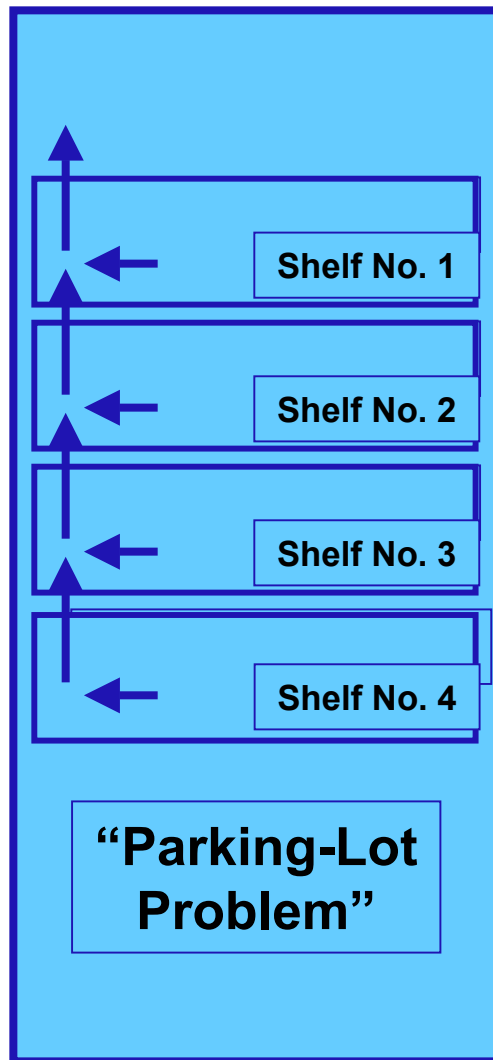 Shelf No. 1
Shelf No. 2
Shelf No. 3
Shelf No. 4
“Parking-Lot
Problem”